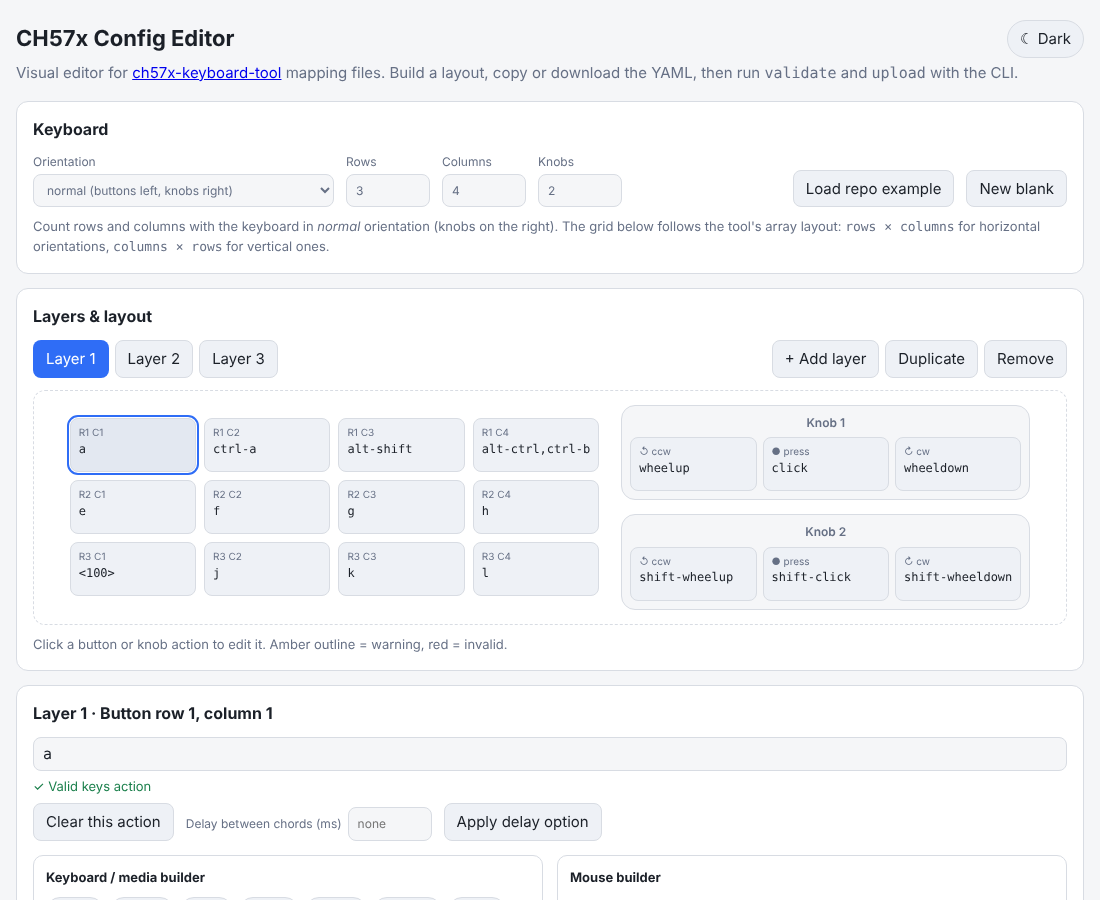 CH57x Config Editor
☾ Dark
Visual editor for ch57x-keyboard-tool mapping files. Build a layout, copy or download the YAML, then run validate and upload with the CLI.
Keyboard
Orientation Rows Columns Knobs
normal (buttons left, knobs right) 3 4 2 Load repo example New blank
Count rows and columns with the keyboard in normal orientation (knobs on the right). The grid below follows the tool's array layout: rows × columns for horizontal
orientations, columns × rows for vertical ones.
Layers & layout
Layer 1 Layer 2 Layer 3 + Add layer Duplicate Remove
R1 C1 R1 C2 R1 C3 R1 C4
a ctrl-a alt-shift alt-ctrl,ctrl-b
R2 C1 R2 C2 R2 C3 R2 C4
e f g h
R3 C1 R3 C2 R3 C3 R3 C4
<100> j k l
Knob 1
↺ ccw ● press ↻ cw
wheelup click wheeldown
Knob 2
↺ ccw ● press ↻ cw
shift-wheelup shift-click shift-wheeldown
Click a button or knob action to edit it. Amber outline = warning, red = invalid.
Layer 1 · Button row 1, column 1
a
✓ Valid keys action
Clear this action Delay between chords (ms) none Apply delay option
Keyboard / media builder Mouse builder